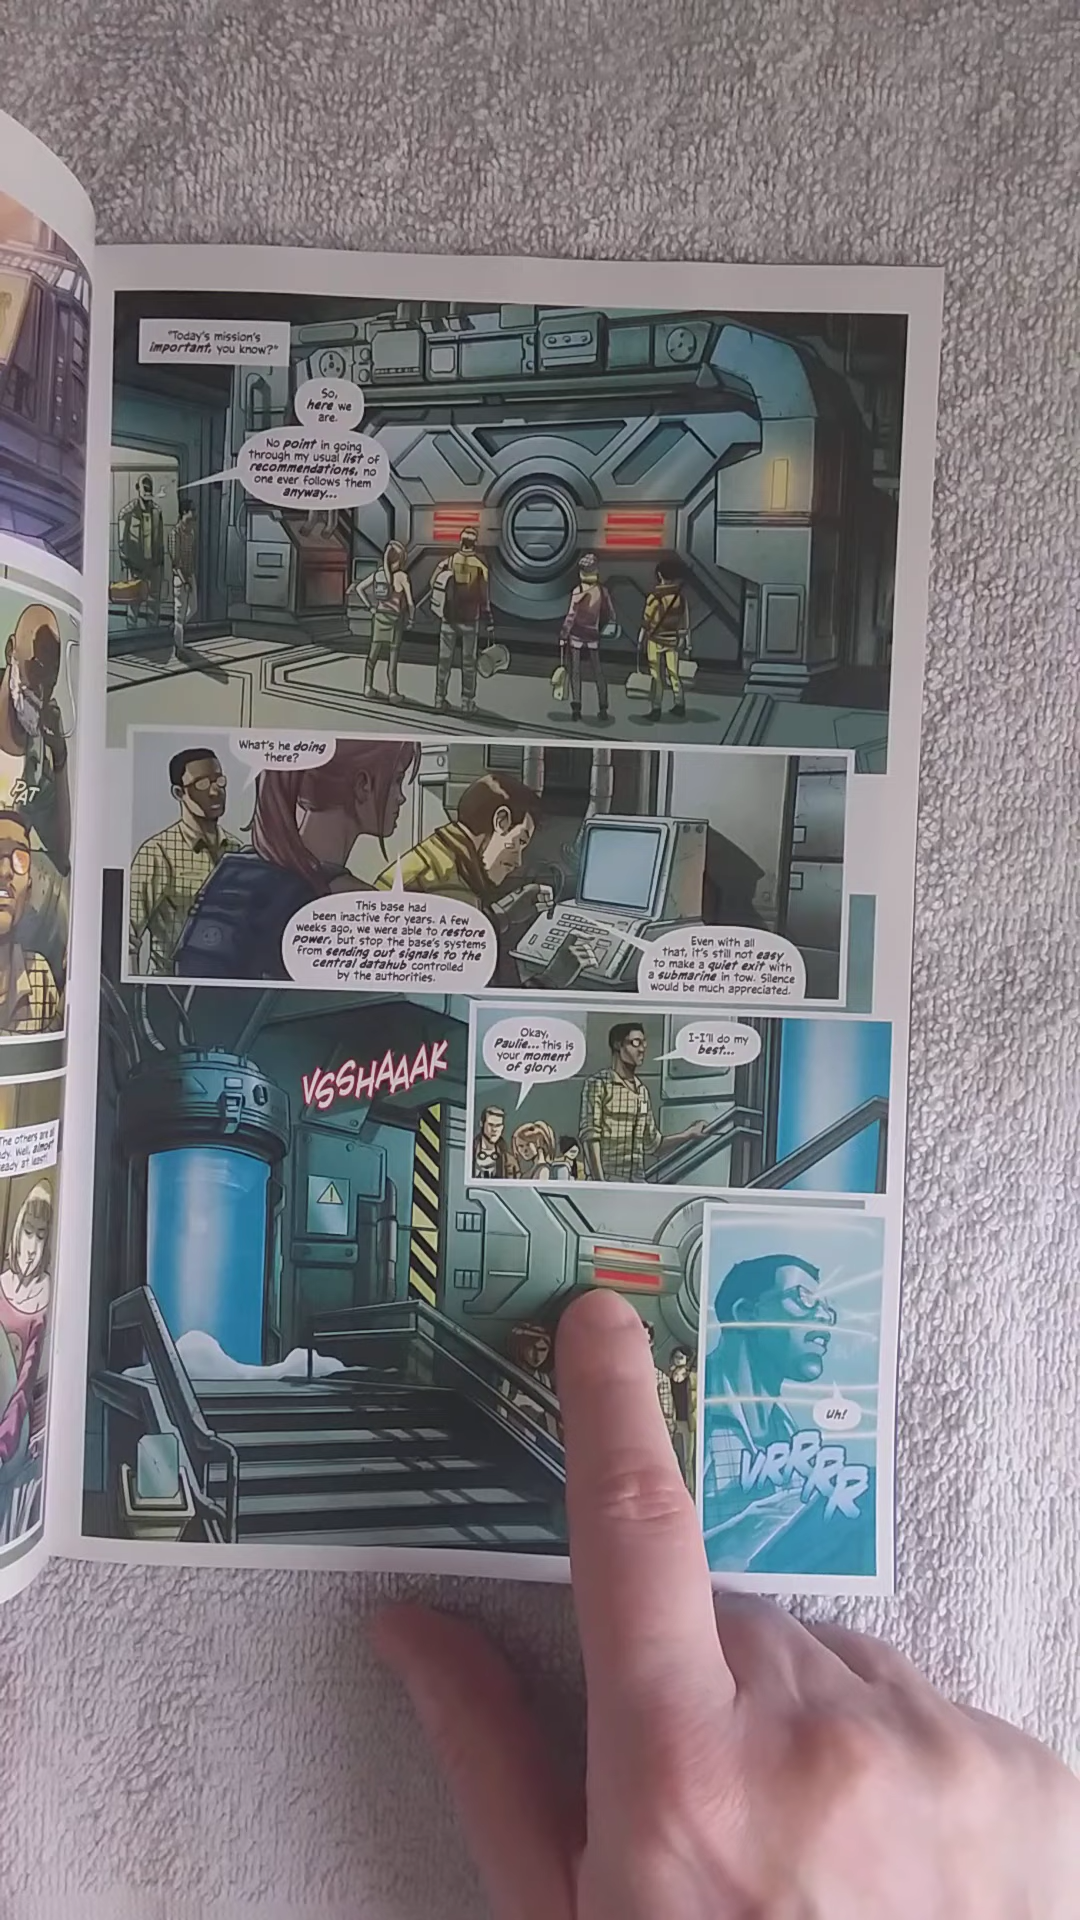 PAT
The others are all
ready at least!
"Today's mission's
important, you know?"
So,
here we
are.
No point in going
through my usual list of
recommendations, no
one ever follows them
anyway...
What's he doing
there?
This base had
been inactive for years. A few
weeks ago, we were able to restore
power, but stop the base's systems
from sending out signals to the
central datahub controlled
by the authorities.
Even with all
that, it's still not easy
to make a quiet exit with
a submarine in tow. Silence
would be much appreciated.
VSSHAAAK
Okay,
Paulie... this is
your moment
of glory.
I-I'll do my
best...
Uh!
VRRRR